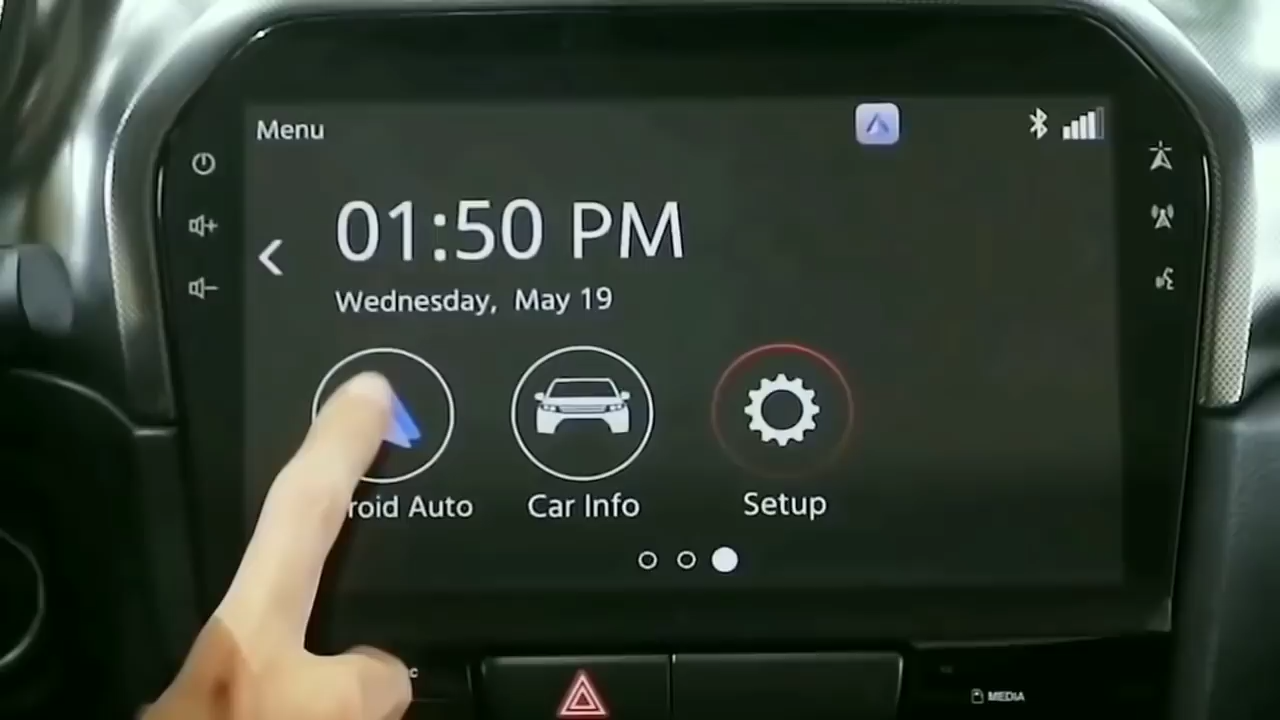 Menu
01:50 PM
Wednesday, May 19
roid Auto
Car Info
Setup
MEDIA